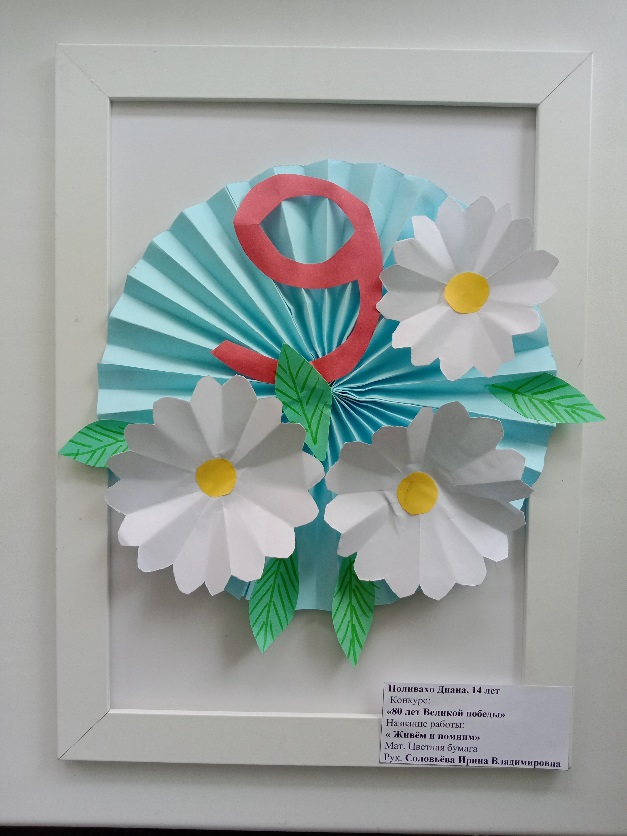 9
Поливахо Диана, 14 лет
Конкурс:
«80 лет Великой победы»
Название работы:
« Живём и помним»
Мат. Цветная бумага
Рук. Соловьёва Ирина Владимировна